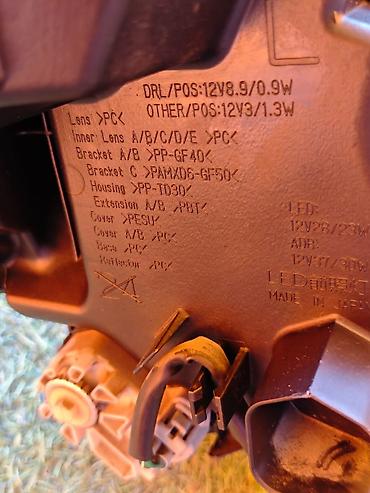 DRL/POS:12V8.9/0.9W
OTHER/POS:12V3/1.3W
Lens >PC<
Inner Lens A/B/C/D/E >PC<
Bracket A/B >PP-GF40<
Bracket C >PAMXD6-GF50<
Housing >PP-TD30<
Extension A/B >PBT<
Cover >PESU<
Cover A/B >PC<
Base >PC<
Reflector >PC<
LED:
12V26/23W
ADB:
12V37/30W
MADE IN